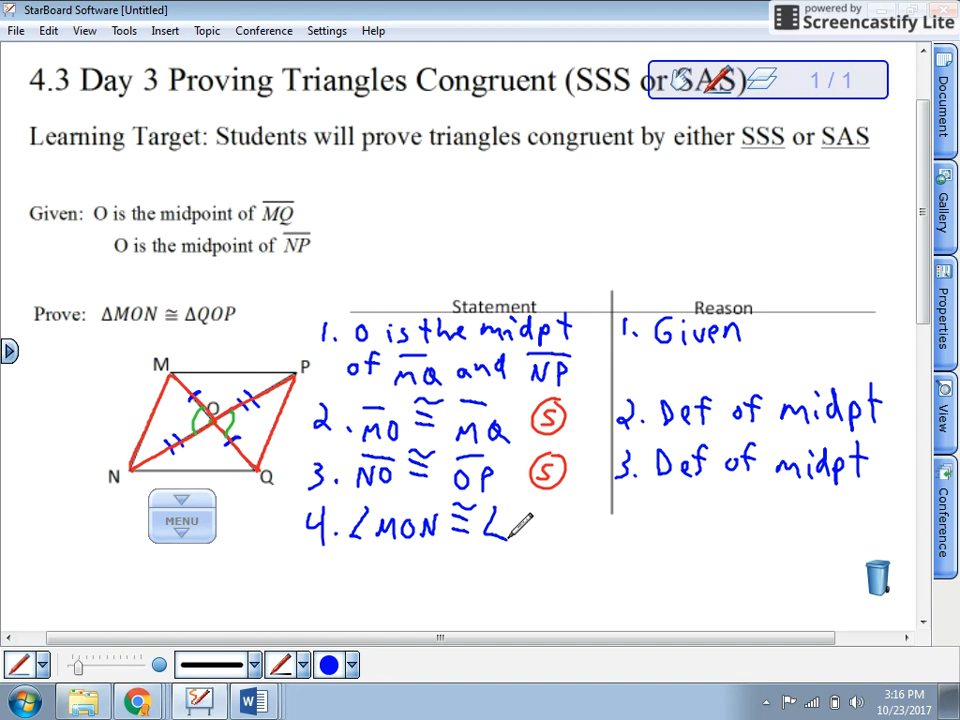 StarBoard Software [Untitled]
powered by
Screencastify Lite
File Edit View Tools Insert Topic Conference Settings Help
4.3 Day 3 Proving Triangles Congruent (SSS or SAS)
1 / 1
Learning Target: Students will prove triangles congruent by either SSS or SAS
Given: O is the midpoint of MQ
O is the midpoint of NP
Prove: ΔMON ≅ ΔQOP
Statement Reason
1. O is the midpt 1. Given
of MQ and NP
2. MO ≅ MQ S 2. Def of midpt
3. NO ≅ OP S 3. Def of midpt
4. ∠MON ≅ ∠
M P
O
N Q
MENU
Document
Gallery
Properties
View
Conference
3:16 PM
10/23/2017